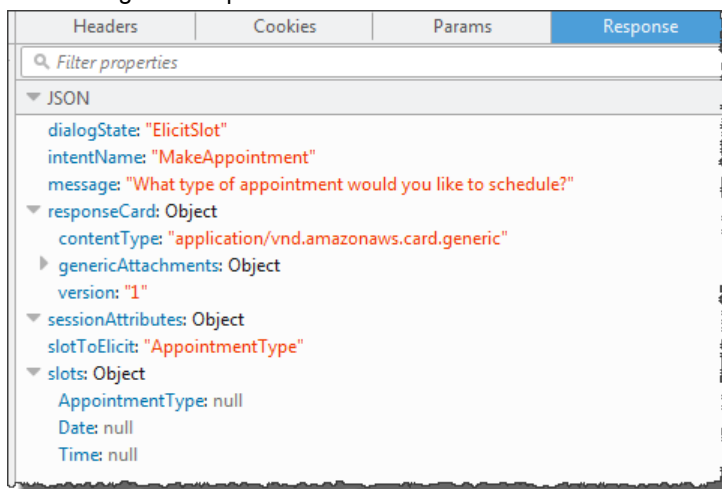 Headers Cookies Params Response
Filter properties
JSON
dialogState: "ElicitSlot"
intentName: "MakeAppointment"
message: "What type of appointment would you like to schedule?"
responseCard: Object
contentType: "application/vnd.amazonaws.card.generic"
genericAttachments: Object
version: "1"
sessionAttributes: Object
slotToElicit: "AppointmentType"
slots: Object
AppointmentType: null
Date: null
Time: null